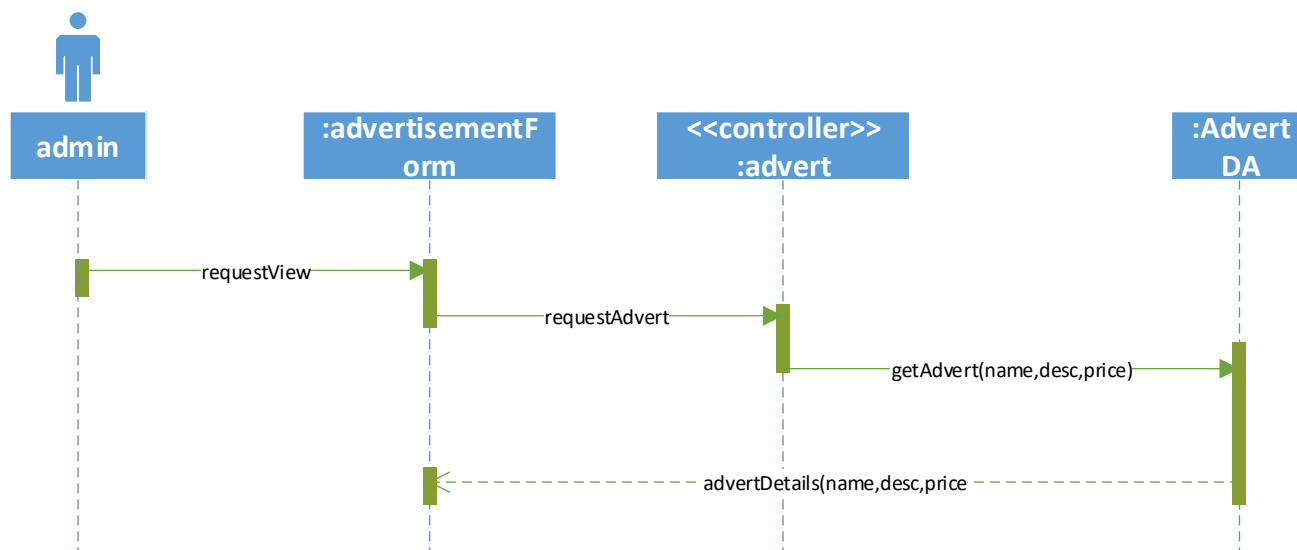 admin
:advertisementF
orm
<<controller>>
:advert
:Advert
DA
requestView
requestAdvert
getAdvert(name,desc,price)
advertDetails(name,desc,price